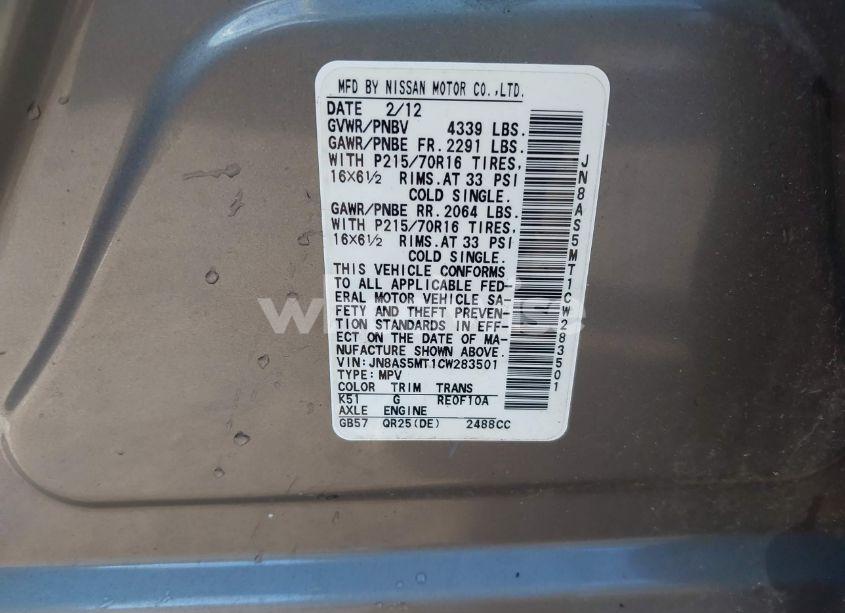 MFD BY NISSAN MOTOR CO.,LTD.
DATE 2/12
GVWR/PNBV 4339 LBS.
GAWR/PNBE FR. 2291 LBS.
WITH P215/70R16 TIRES,
16X6½ RIMS.AT 33 PSI
COLD SINGLE.
GAWR/PNBE RR. 2064 LBS.
WITH P215/70R16 TIRES,
16X6½ RIMS.AT 33 PSI
COLD SINGLE.
THIS VEHICLE CONFORMS
TO ALL APPLICABLE FED-
ERAL MOTOR VEHICLE SA-
FETY AND THEFT PREVEN-
TION STANDARDS IN EFF-
ECT ON THE DATE OF MA-
NUFACTURE SHOWN ABOVE.
VIN: JN8AS5MT1CW283501
TYPE: MPV
COLOR TRIM TRANS
K51 G RE0F10A
AXLE ENGINE
GB57 QR25(DE) 2488CC
JN8AS5MT1CW283501